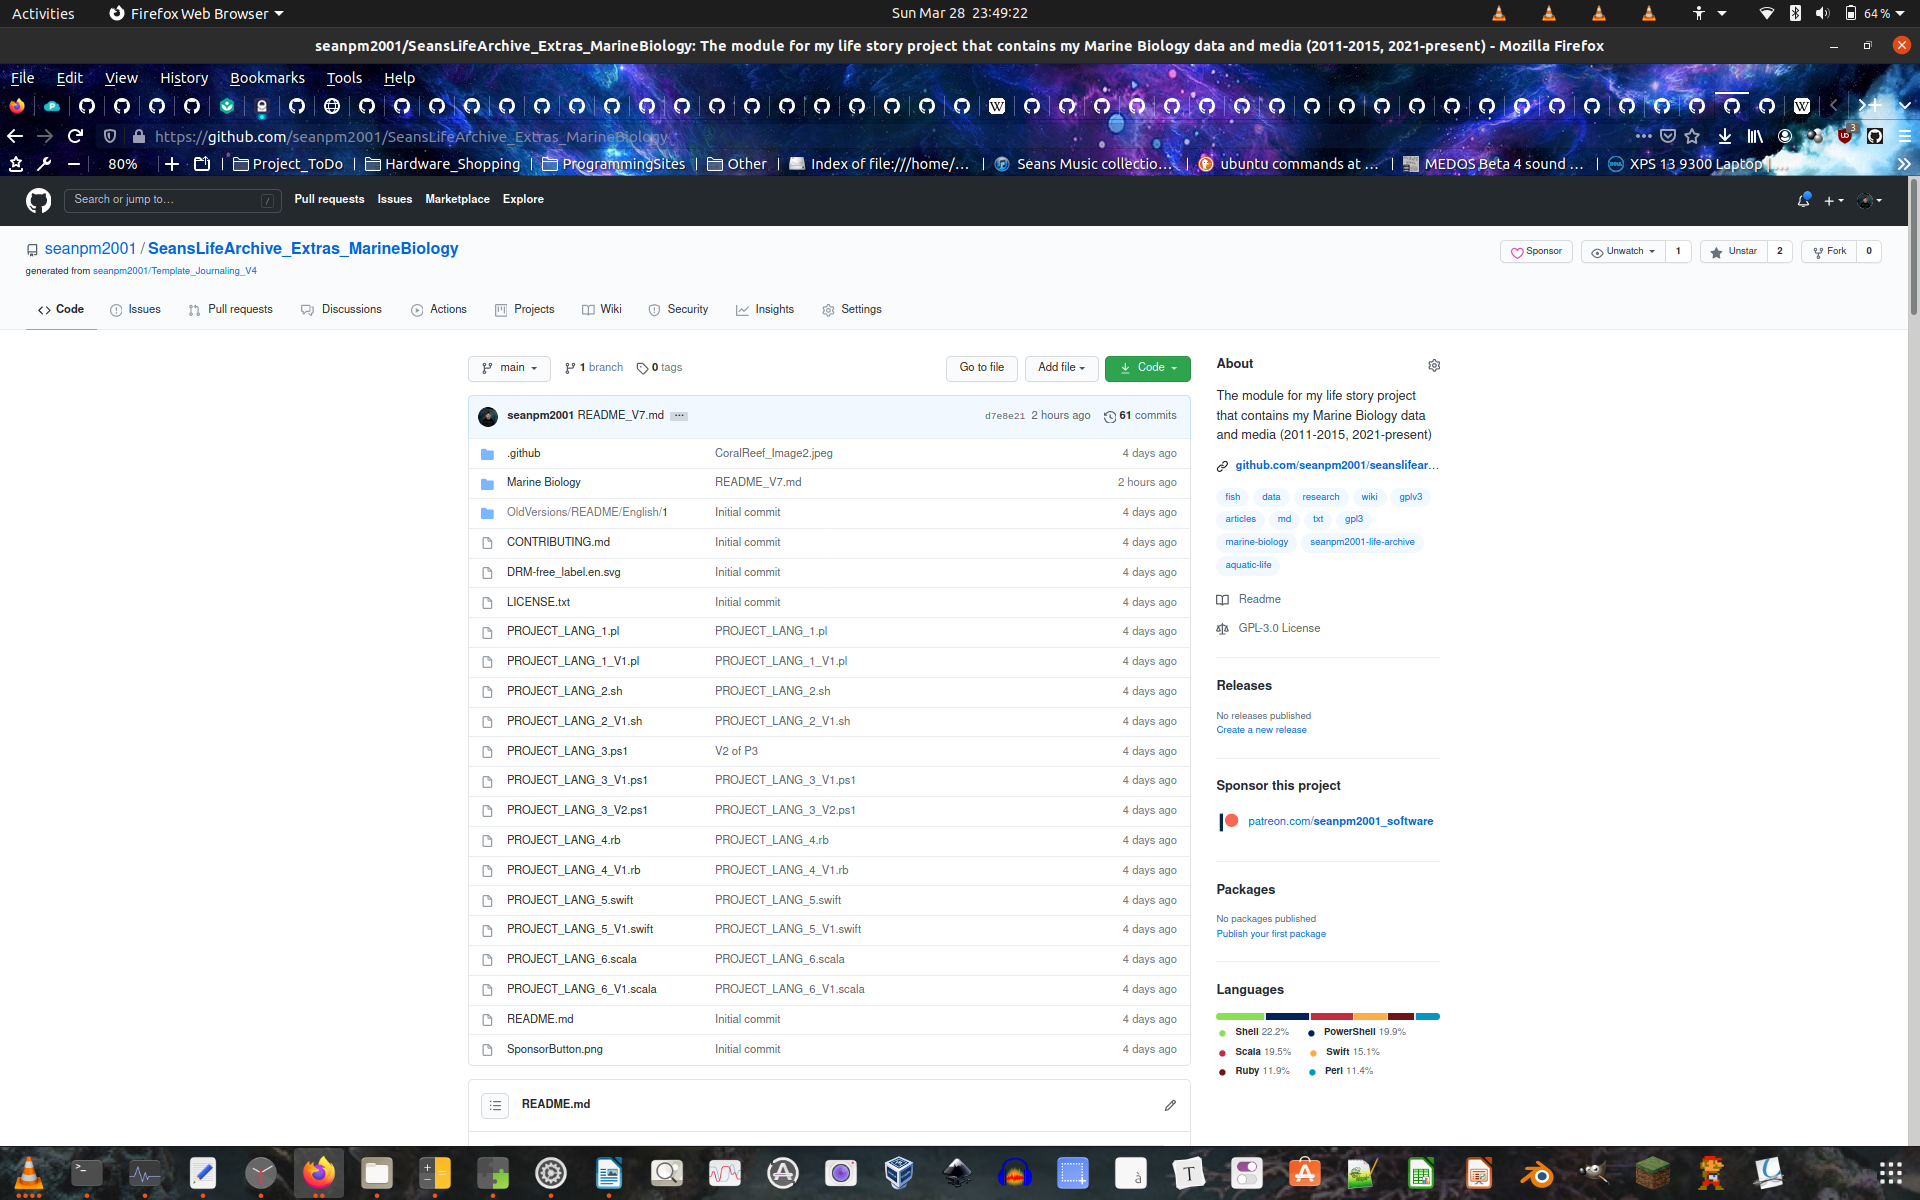 Activities Firefox Web Browser Sun Mar 28 23:49:22 64 %
seanpm2001/SeansLifeArchive_Extras_MarineBiology: The module for my life story project that contains my Marine Biology data and media (2011-2015, 2021-present) - Mozilla Firefox
File Edit View History Bookmarks Tools Help
https://github.com/seanpm2001/SeansLifeArchive_Extras_MarineBiology 3
80% Project_ToDo Hardware_Shopping ProgrammingSites Other Index of file:///home/… Seans Music collectio… ubuntu commands at … MEDOS Beta 4 sound … XPS 13 9300 Laptop |…
Search or jump to… / Pull requests Issues Marketplace Explore
seanpm2001 / SeansLifeArchive_Extras_MarineBiology Sponsor Unwatch 1 Unstar 2 Fork 0
generated from seanpm2001/Template_Journaling_V4
Code Issues Pull requests Discussions Actions Projects Wiki Security Insights Settings
main 1 branch 0 tags Go to file Add file Code
seanpm2001 README_V7.md ··· d7e8e21 2 hours ago 61 commits
.github CoralReef_Image2.jpeg 4 days ago
Marine Biology README_V7.md 2 hours ago
OldVersions/README/English/1 Initial commit 4 days ago
CONTRIBUTING.md Initial commit 4 days ago
DRM-free_label.en.svg Initial commit 4 days ago
LICENSE.txt Initial commit 4 days ago
PROJECT_LANG_1.pl PROJECT_LANG_1.pl 4 days ago
PROJECT_LANG_1_V1.pl PROJECT_LANG_1_V1.pl 4 days ago
PROJECT_LANG_2.sh PROJECT_LANG_2.sh 4 days ago
PROJECT_LANG_2_V1.sh PROJECT_LANG_2_V1.sh 4 days ago
PROJECT_LANG_3.ps1 V2 of P3 4 days ago
PROJECT_LANG_3_V1.ps1 PROJECT_LANG_3_V1.ps1 4 days ago
PROJECT_LANG_3_V2.ps1 PROJECT_LANG_3_V2.ps1 4 days ago
PROJECT_LANG_4.rb PROJECT_LANG_4.rb 4 days ago
PROJECT_LANG_4_V1.rb PROJECT_LANG_4_V1.rb 4 days ago
PROJECT_LANG_5.swift PROJECT_LANG_5.swift 4 days ago
PROJECT_LANG_5_V1.swift PROJECT_LANG_5_V1.swift 4 days ago
PROJECT_LANG_6.scala PROJECT_LANG_6.scala 4 days ago
PROJECT_LANG_6_V1.scala PROJECT_LANG_6_V1.scala 4 days ago
README.md Initial commit 4 days ago
SponsorButton.png Initial commit 4 days ago
README.md
About
The module for my life story project
that contains my Marine Biology data
and media (2011-2015, 2021-present)
github.com/seanpm2001/seanslifear…
fish data research wiki gplv3
articles md txt gpl3
marine-biology seanpm2001-life-archive
aquatic-life
Readme
GPL-3.0 License
Releases
No releases published
Create a new release
Sponsor this project
patreon.com/seanpm2001_software
Packages
No packages published
Publish your first package
Languages
Shell 22.2% PowerShell 19.9%
Scala 19.5% Swift 15.1%
Ruby 11.9% Perl 11.4%